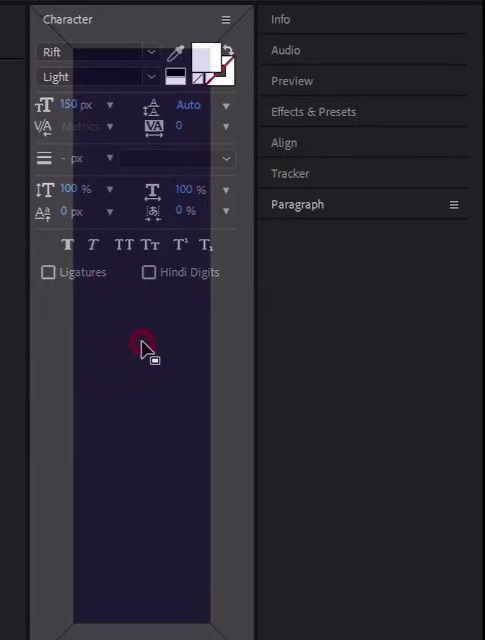 Character
Rift
Light
150 px
Auto
Metrics
0
- px
100 %
100 %
0 px
0 %
T T TT Tᴛ T¹ T₁
Ligatures
Hindi Digits
Info
Audio
Preview
Effects & Presets
Align
Tracker
Paragraph